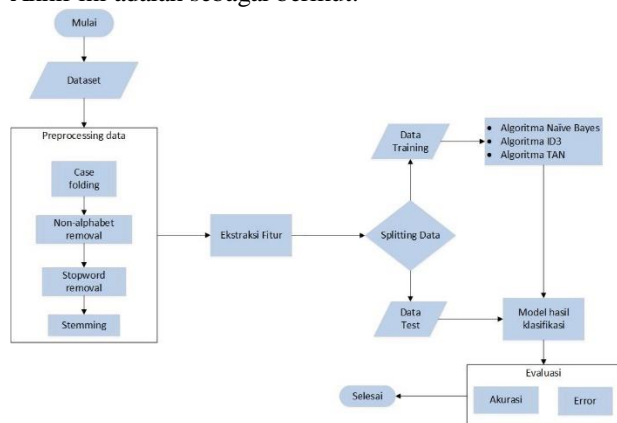 Mulai
Dataset
Preprocessing data
Case
folding
Non-alphabet
removal
Stopword
removal
Stemming
Ekstraksi Fitur
Splitting Data
Data
Training
• Algoritma Naive Bayes
• Algoritma ID3
• Algoritma TAN
Data
Test
Model hasil
klasifikasi
Evaluasi
Akurasi
Error
Selesai